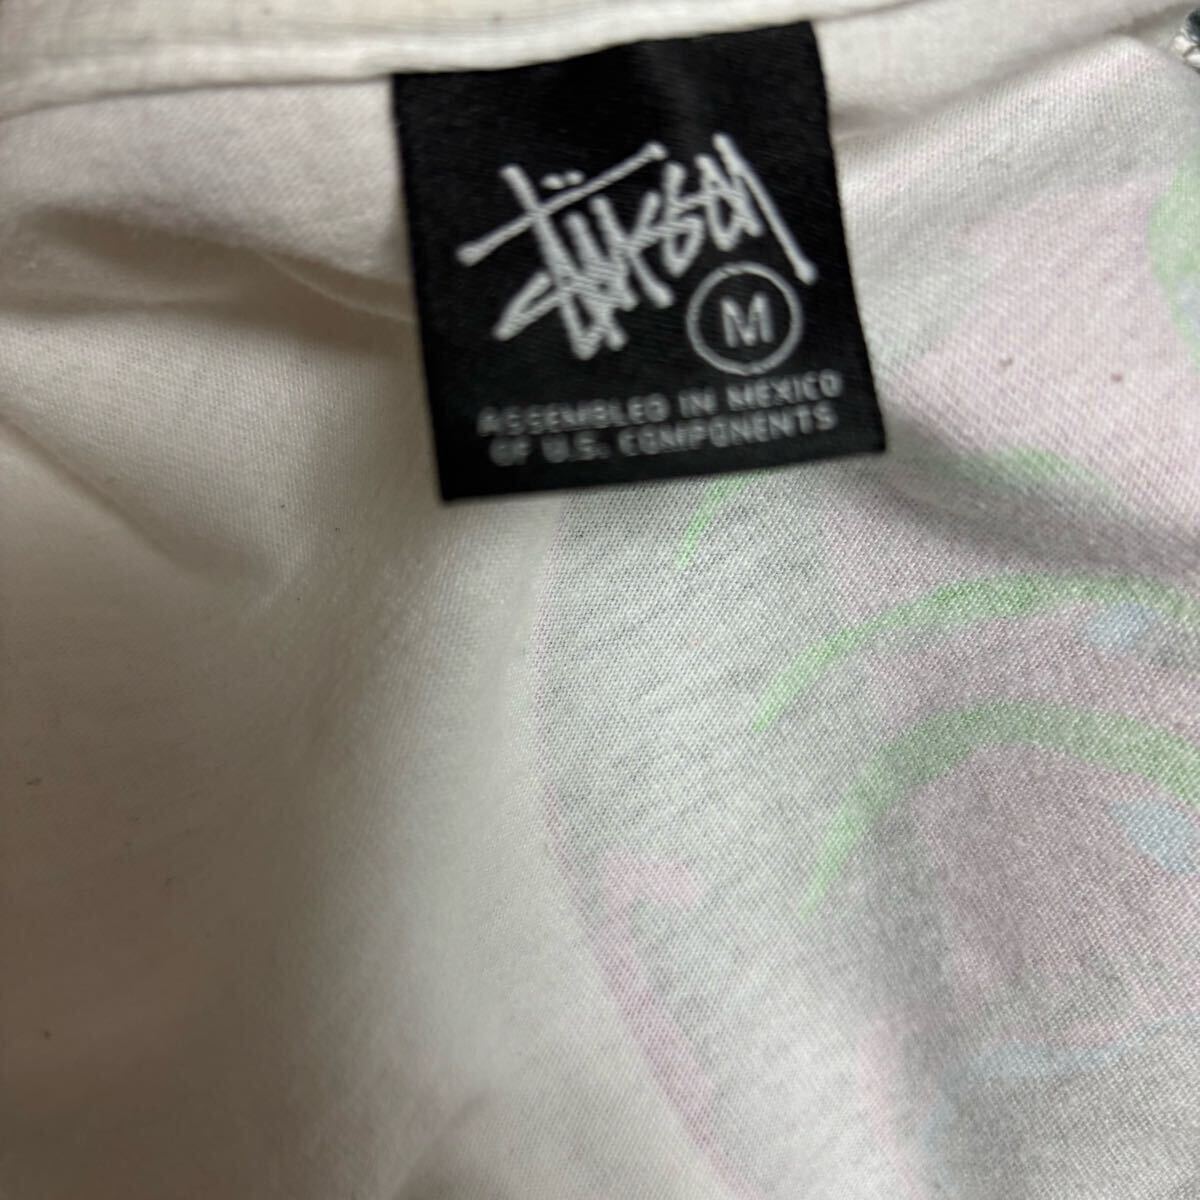 Stüssy
M
ASSEMBLED IN MEXICO
OF U.S. COMPONENTS